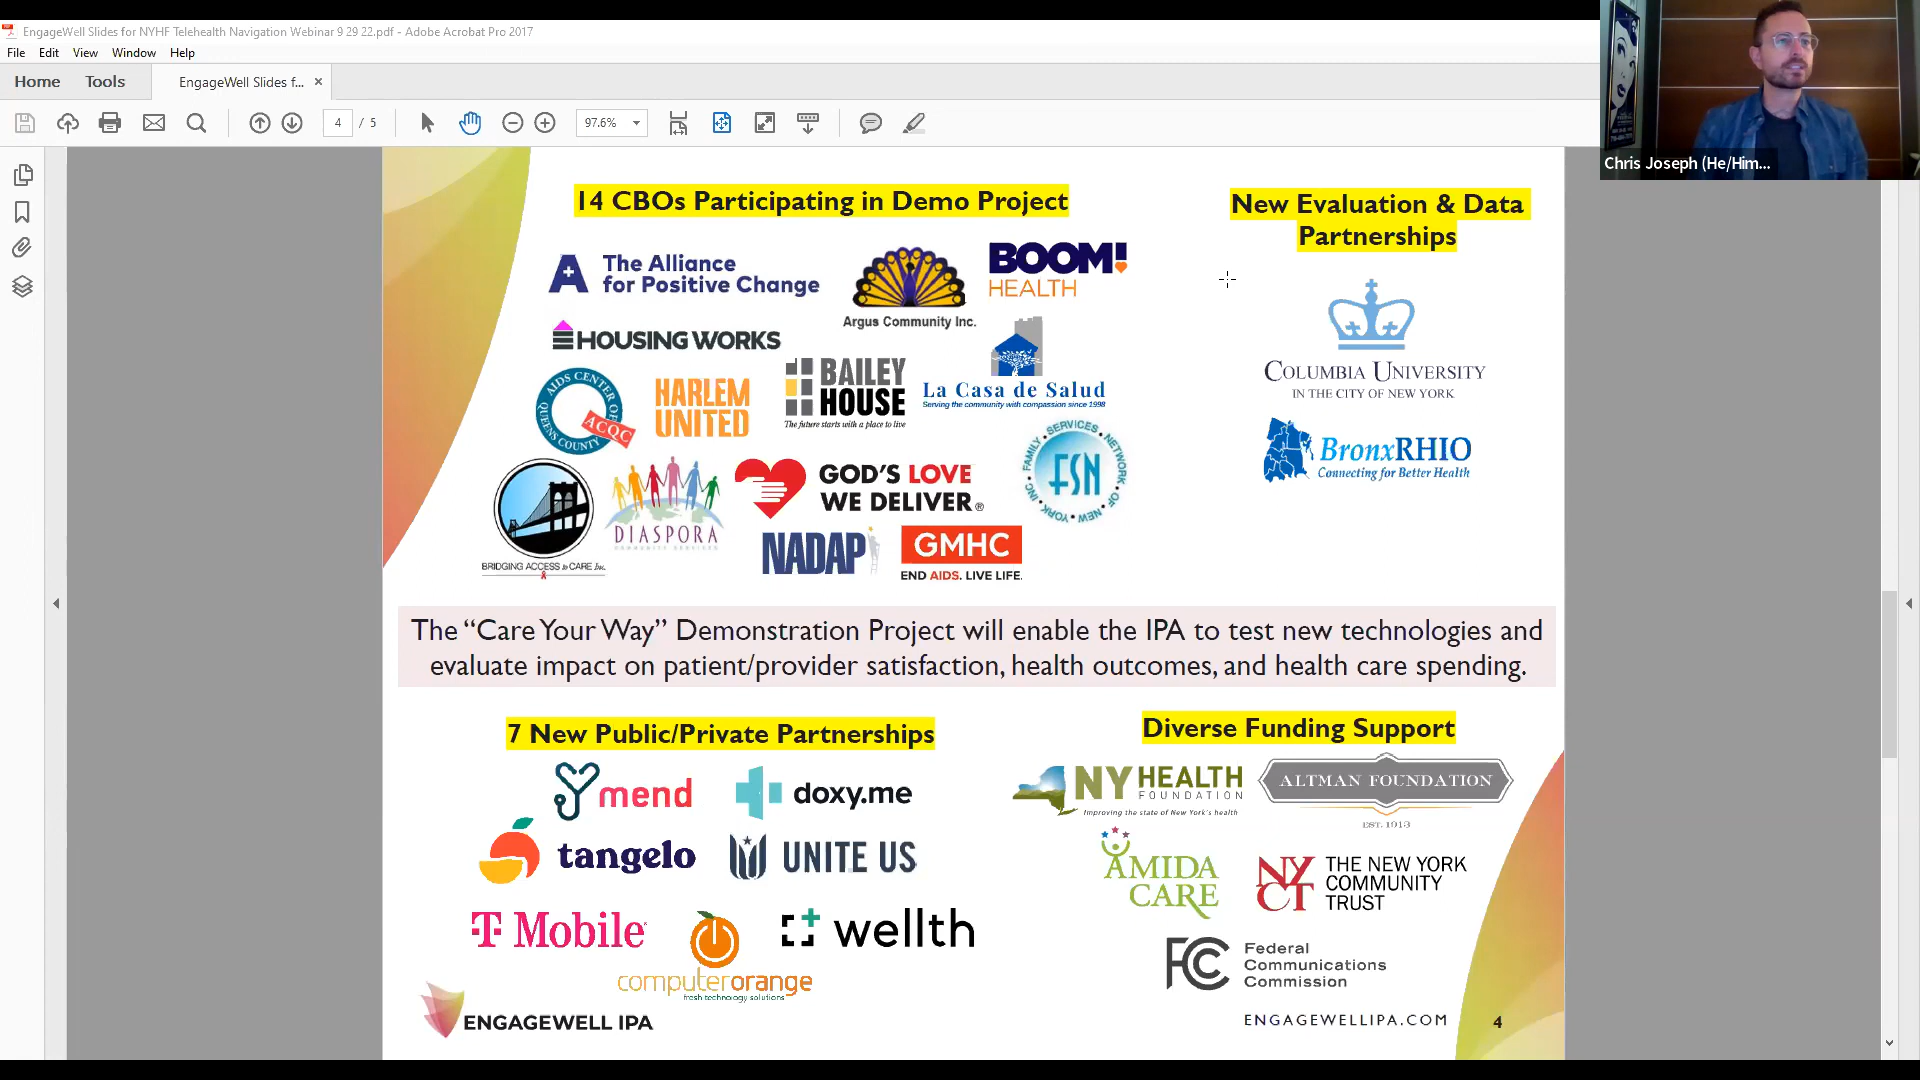 EngageWell Slides for NYHF Telehealth Navigation Webinar 9 29 22.pdf - Adobe Acrobat Pro 2017
File Edit View Window Help
Home Tools EngageWell Slides f... ×
4 / 5 97.6%
Chris Joseph (He/Him...
14 CBOs Participating in Demo Project
The Alliance
for Positive Change
Argus Community Inc.
BOOM!
HEALTH
HOUSING WORKS
AIDS CENTER OF
QUEENS COUNTY
ACQC
HARLEM
UNITED
BAILEY
HOUSE
The future starts with a place to live
La Casa de Salud
Serving the community with compassion since 1998
BRIDGING ACCESS to CARE Inc.
DIASPORA
COMMUNITY SERVICES
GOD'S LOVE
WE DELIVER®
FAMILY SERVICES NETWORK OF NEW YORK, INC
FSN
NADAP
GMHC
END AIDS. LIVE LIFE.
New Evaluation & Data
Partnerships
COLUMBIA UNIVERSITY
IN THE CITY OF NEW YORK
BronxRHIO
Connecting for Better Health
The “Care Your Way” Demonstration Project will enable the IPA to test new technologies and
evaluate impact on patient/provider satisfaction, health outcomes, and health care spending.
7 New Public/Private Partnerships
mend
doxy.me
tangelo
UNITE US
T Mobile
computerorange
fresh technology solutions
wellth
Diverse Funding Support
NY HEALTH
FOUNDATION
Improving the state of New York's health
ALTMAN FOUNDATION
EST. 1913
AMIDA
CARE
NYCT
THE NEW YORK
COMMUNITY
TRUST
FCC
Federal
Communications
Commission
ENGAGEWELL IPA
ENGAGEWELLIPA.COM
4